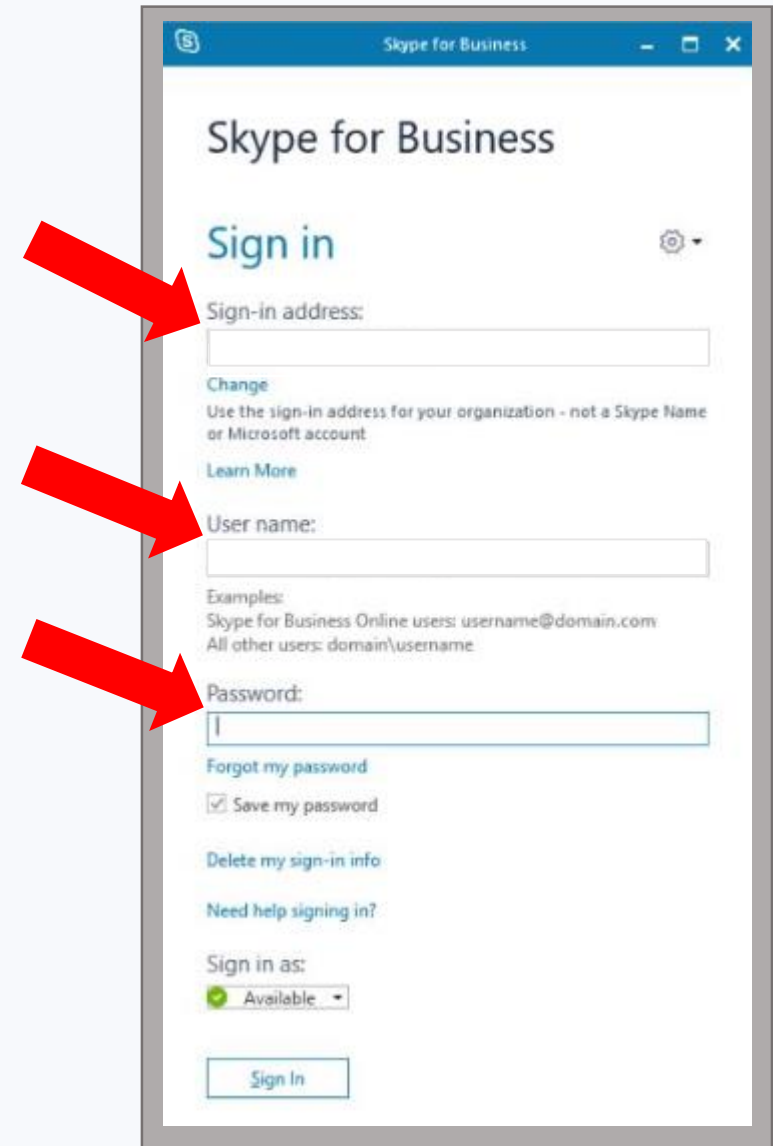 Skype for Business
Skype for Business
Sign in
Sign-in address:
Change
Use the sign-in address for your organization - not a Skype Name
or Microsoft account
Learn More
User name:
Examples:
Skype for Business Online users: username@domain.com
All other users: domain\username
Password:
Forgot my password
Save my password
Delete my sign-in info
Need help signing in?
Sign in as:
Available
Sign In